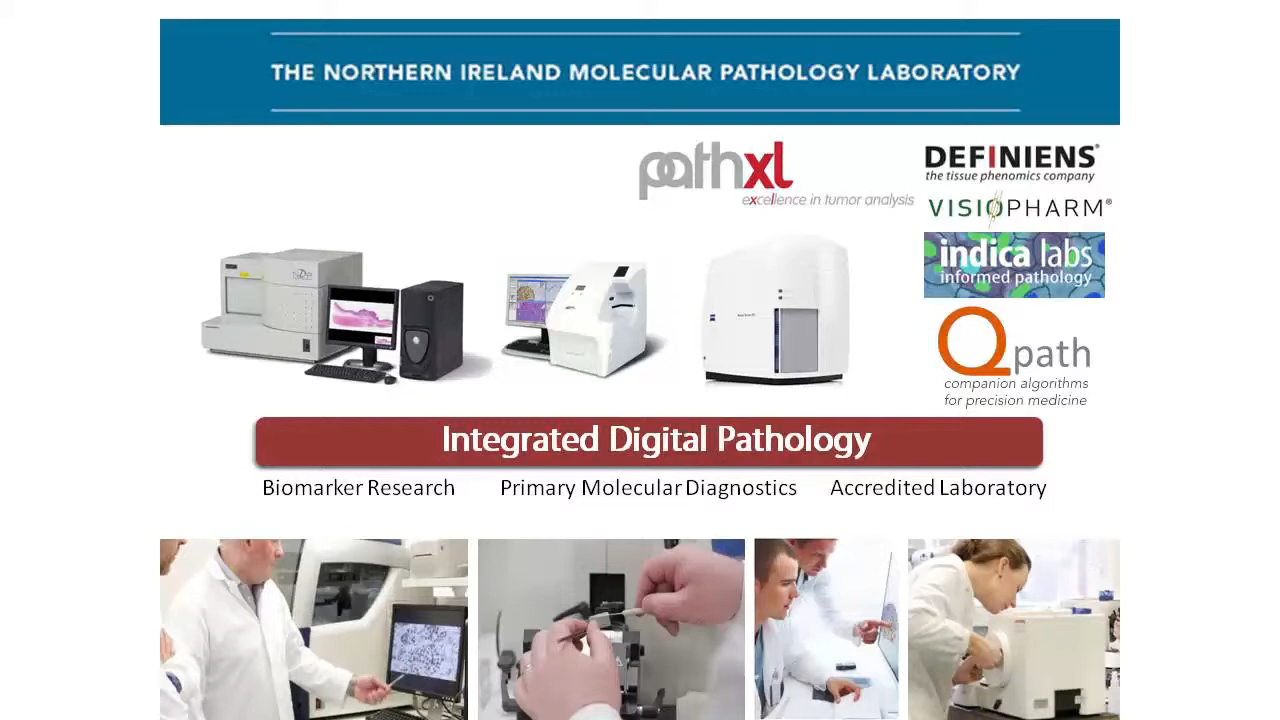 THE NORTHERN IRELAND MOLECULAR PATHOLOGY LABORATORY
pathxl
excellence in tumor analysis
DEFINIENS®
the tissue phenomics company
VISIOPHARM®
indica labs
informed pathology
Qpath
companion algorithms
for precision medicine
Integrated Digital Pathology
Biomarker Research
Primary Molecular Diagnostics
Accredited Laboratory